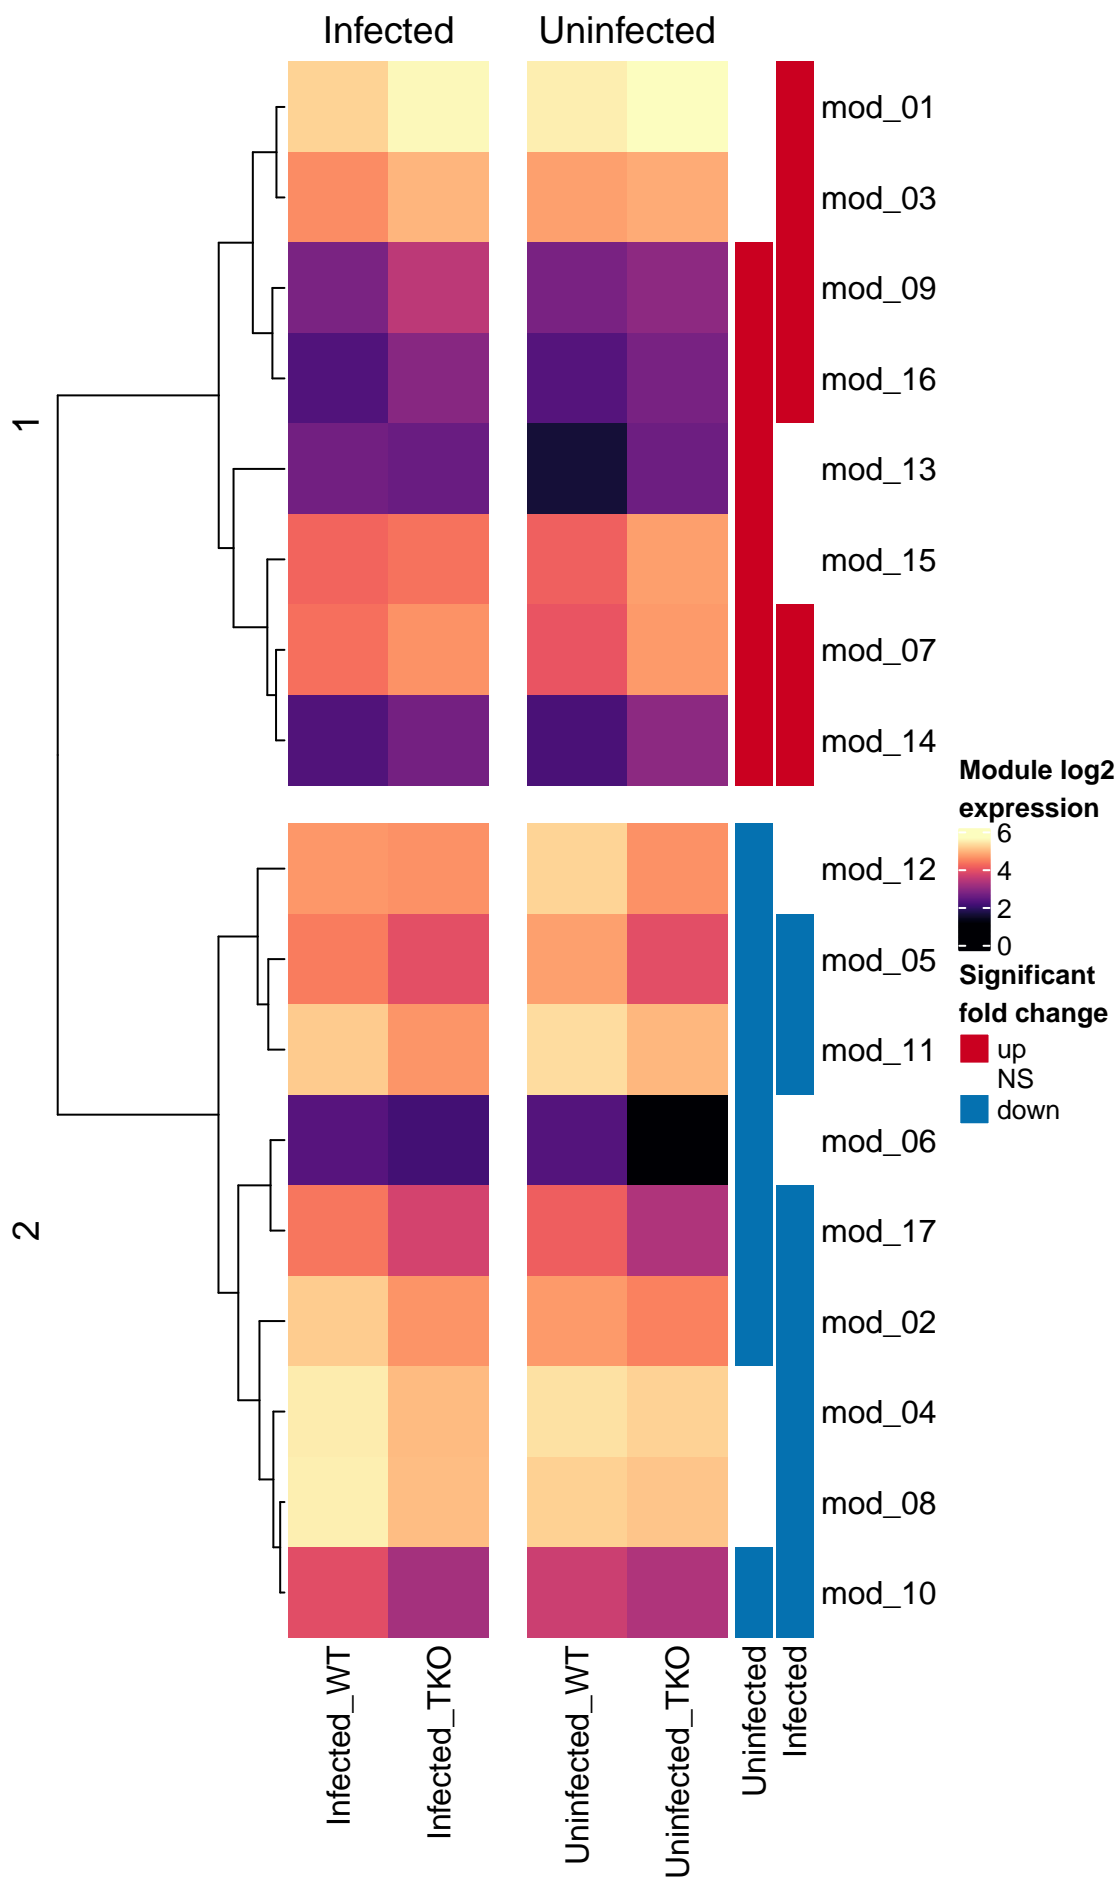 Infected
Uninfected
1
2
mod_01
mod_03
mod_09
mod_16
mod_13
mod_15
mod_07
mod_14
mod_12
mod_05
mod_11
mod_06
mod_17
mod_02
mod_04
mod_08
mod_10
Infected_WT
Infected_TKO
Uninfected_WT
Uninfected_TKO
Uninfected
Infected
Module log2
expression
6
4
2
0
Significant
fold change
up
NS
down